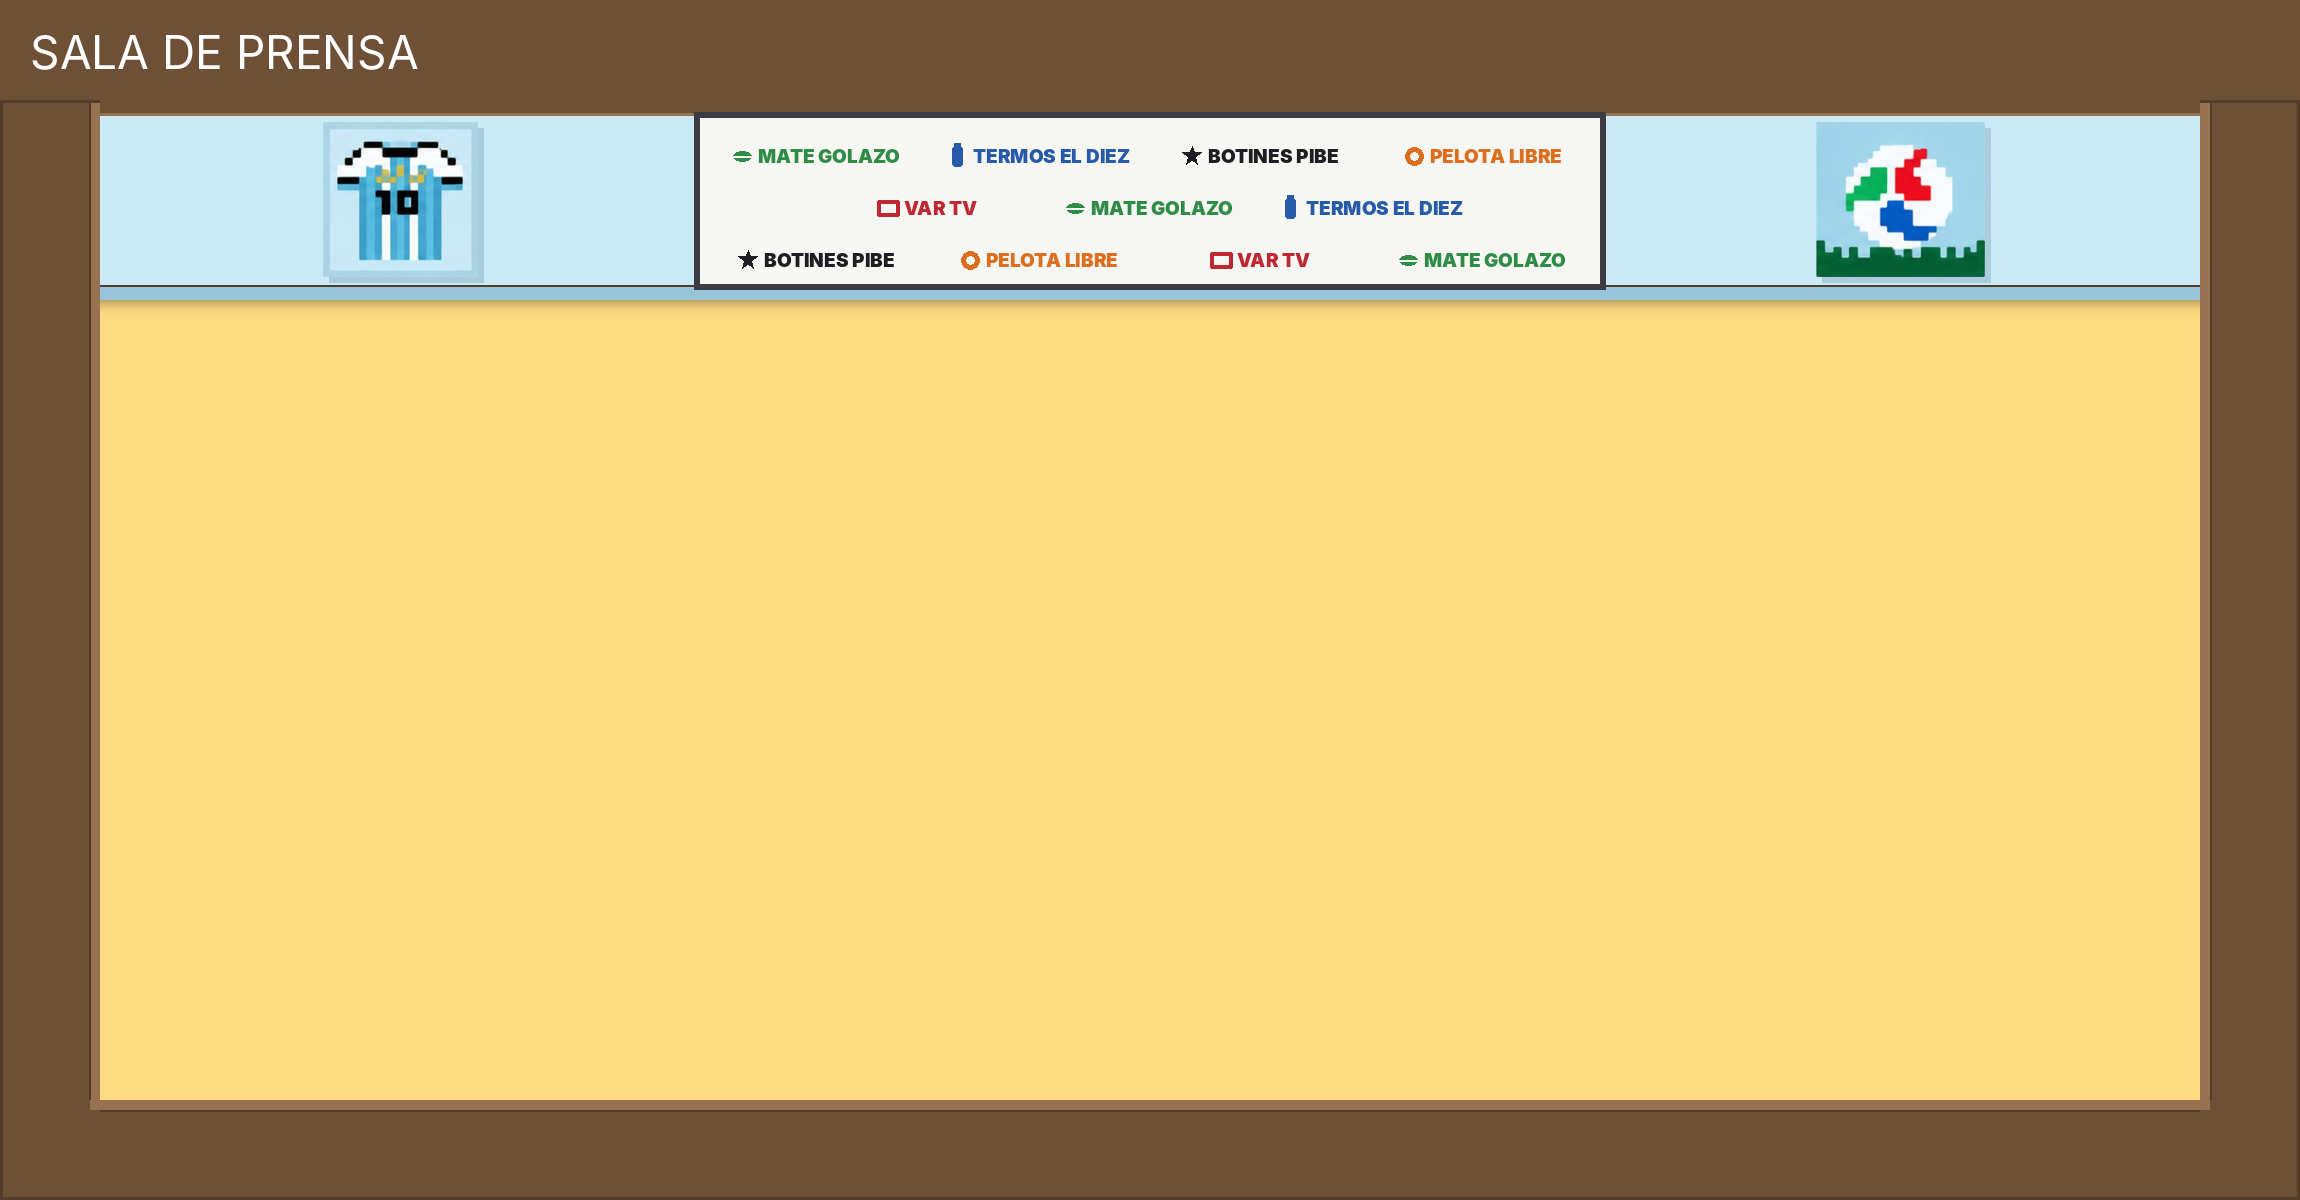 SALA DE PRENSA
MATE GOLAZO TERMOS EL DIEZ BOTINES PIBE PELOTA LIBRE
10
VAR TV MATE GOLAZO TERMOS EL DIEZ
BOTINES PIBE PELOTA LIBRE VAR TV MATE GOLAZO